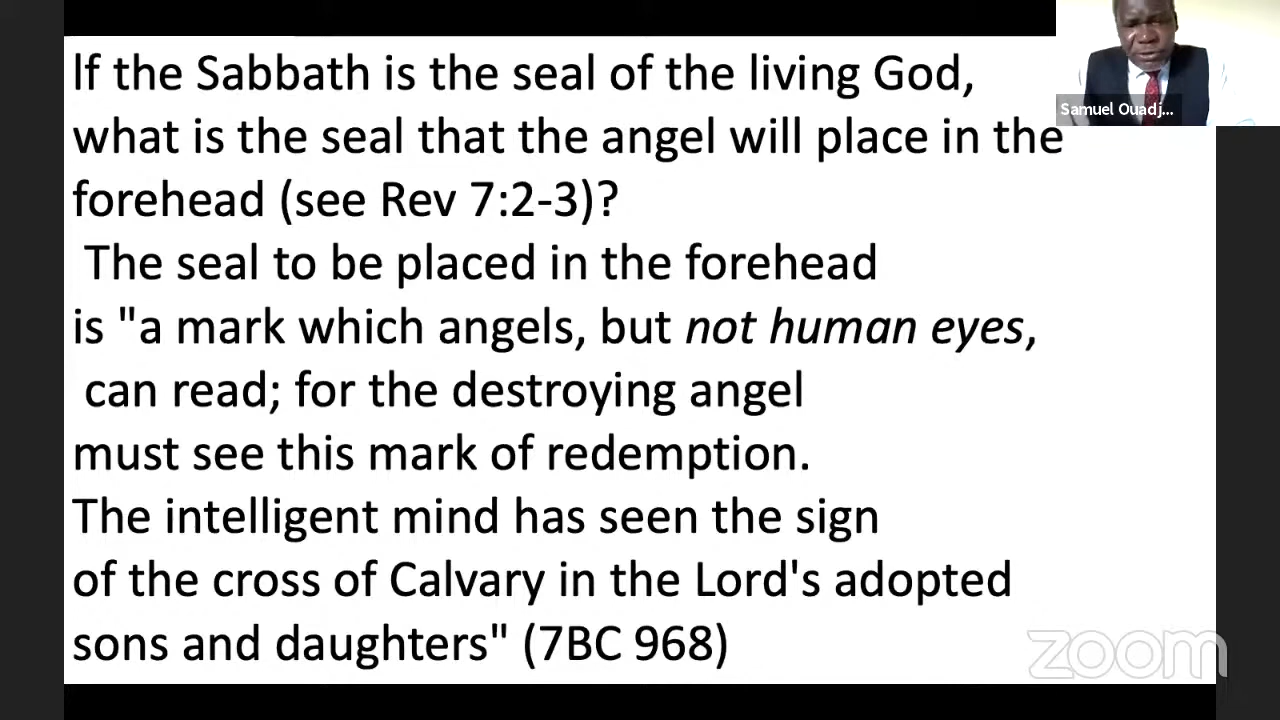 If the Sabbath is the seal of the living God,
what is the seal that the angel will place in the
forehead (see Rev 7:2-3)?
The seal to be placed in the forehead
is "a mark which angels, but not human eyes,
can read; for the destroying angel
must see this mark of redemption.
The intelligent mind has seen the sign
of the cross of Calvary in the Lord's adopted
sons and daughters" (7BC 968)
Samuel Ouadj...
zoom